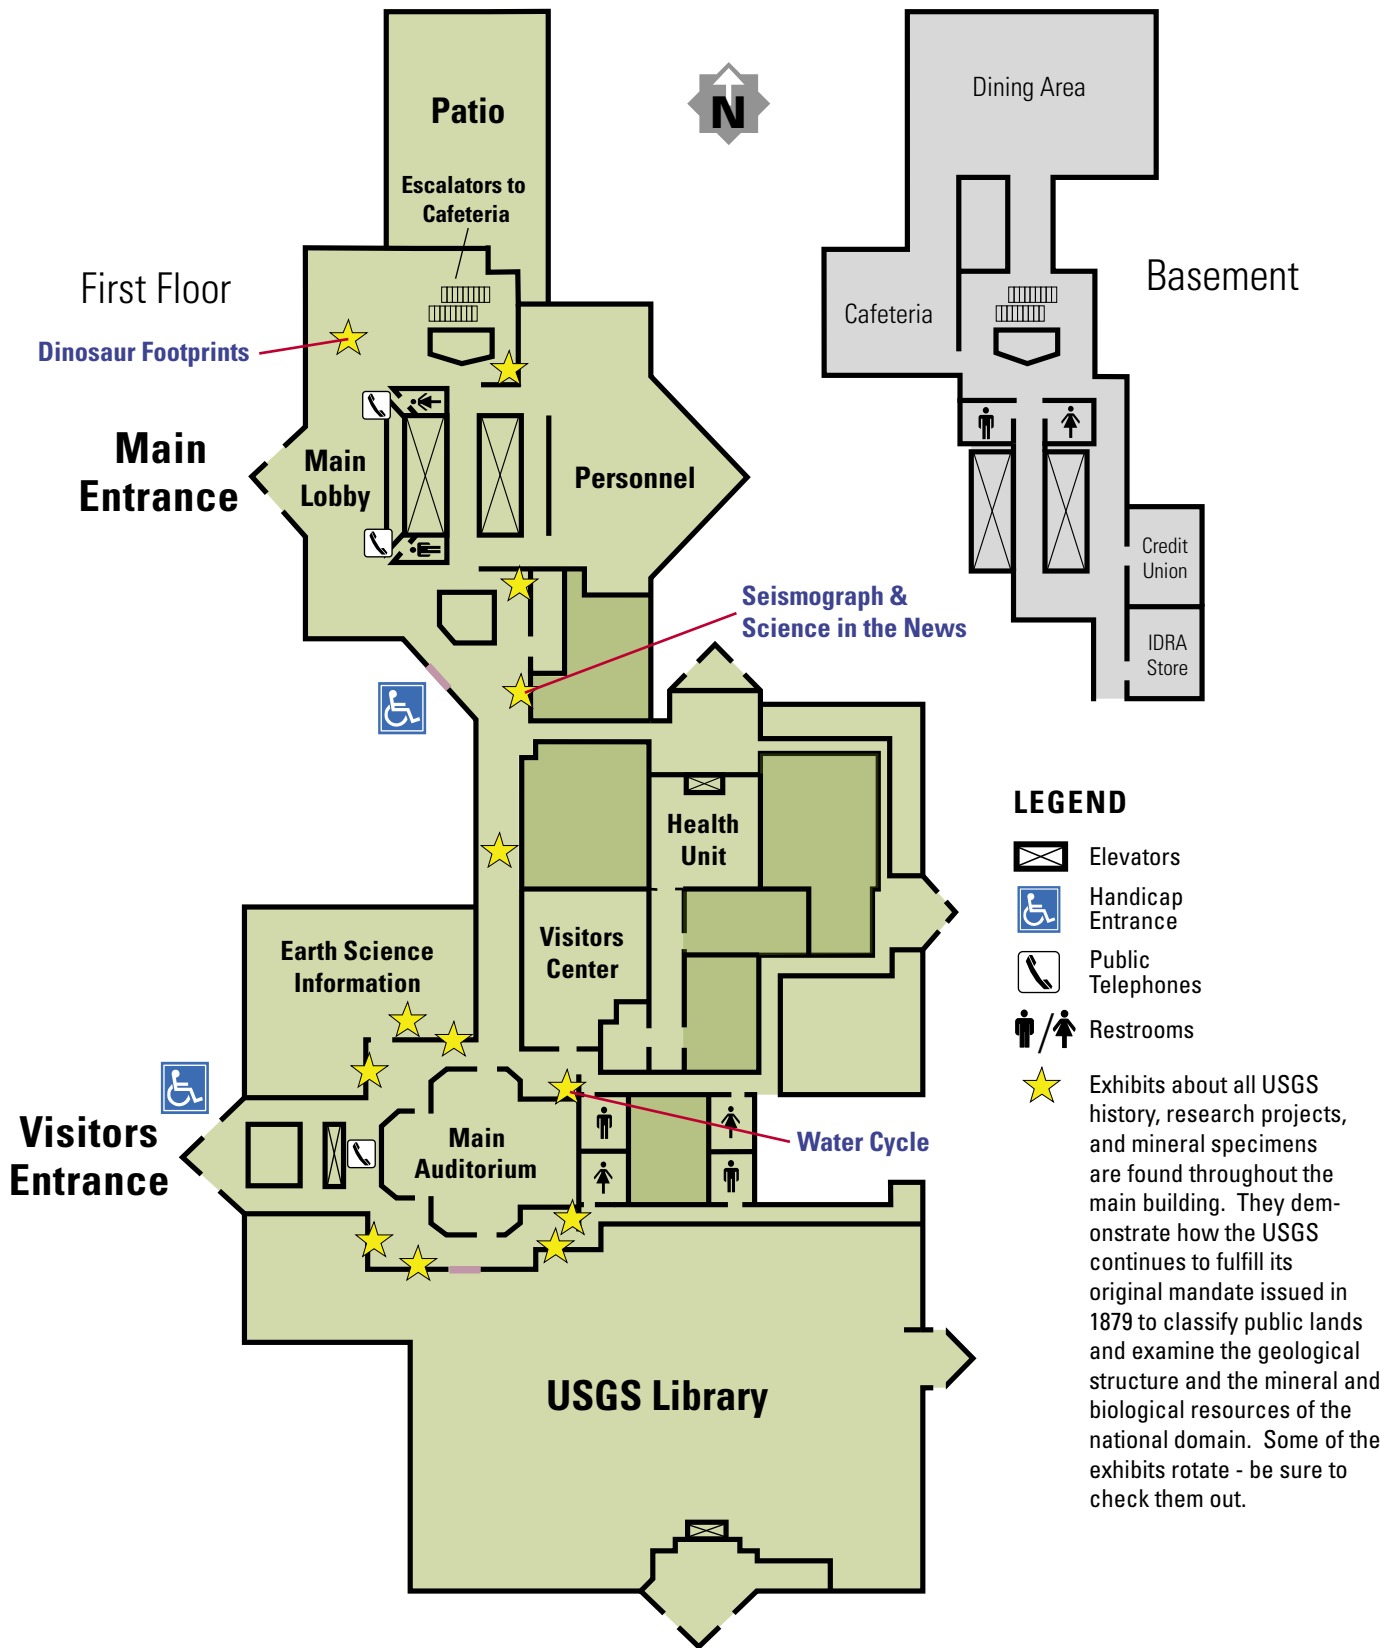 Patio
N
Dining Area
Escalators to
Cafeteria
First Floor
Basement
Cafeteria
Dinosaur Footprints
Main
Entrance
Main
Lobby
Personnel
Credit
Union
Seismograph &
Science in the News
IDRA
Store
LEGEND
Health
Unit
Elevators
Handicap
Entrance
Visitors
Center
Earth Science
Information
Public
Telephones
Restrooms
Visitors
Entrance
Main
Auditorium
Water Cycle
Exhibits about all USGS
history, research projects,
and mineral specimens
are found throughout the
main building.  They dem-
onstrate how the USGS
continues to fulfill its
original mandate issued in
1879 to classify public lands
and examine the geological
structure and the mineral and
biological resources of the
national domain.  Some of the
exhibits rotate - be sure to
check them out.
USGS Library